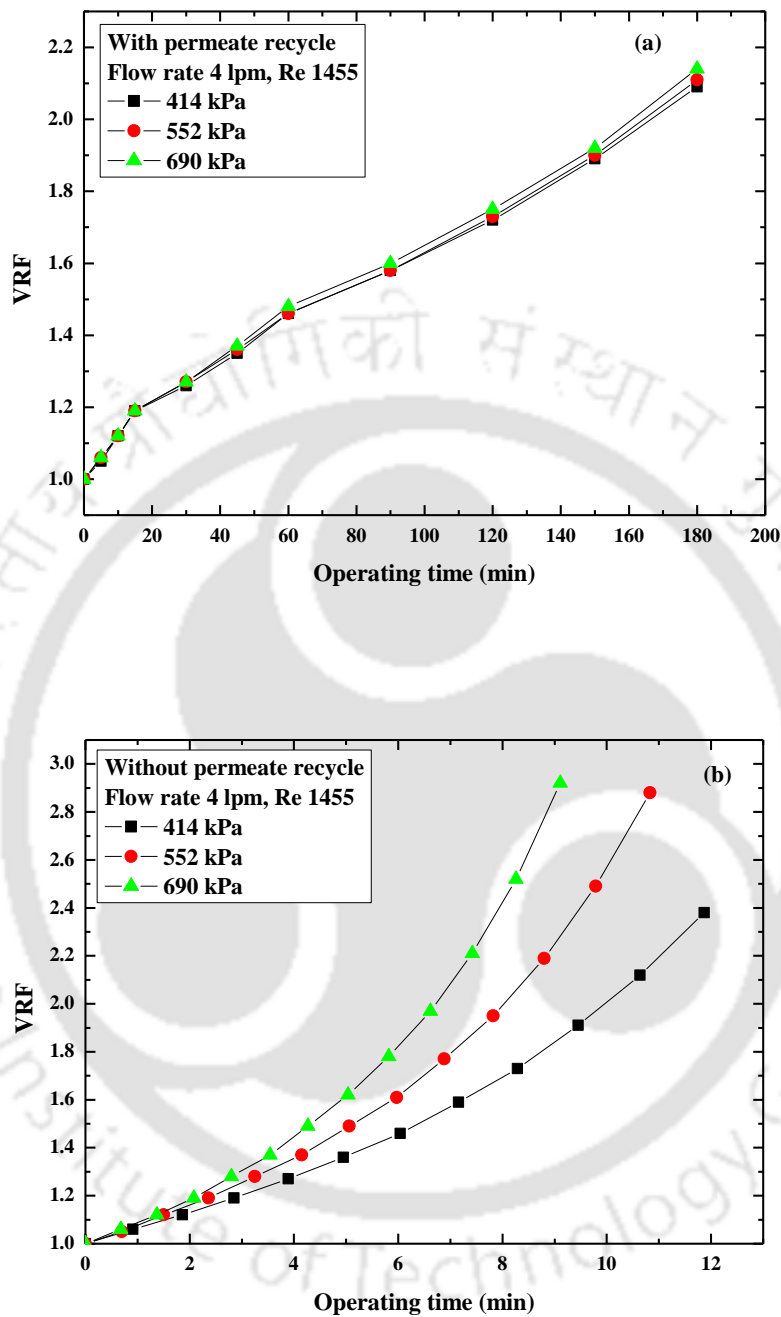 With permeate recycle
Flow rate 4 lpm, Re 1455
414 kPa
552 kPa
690 kPa
(a)
2.2
2.0
1.8
1.6
1.4
1.2
1.0
VRF
0 20 40 60 80 100 120 140 160 180 200
Operating time (min)
Without permeate recycle
Flow rate 4 lpm, Re 1455
414 kPa
552 kPa
690 kPa
(b)
3.0
2.8
2.6
2.4
2.2
2.0
1.8
1.6
1.4
1.2
1.0
VRF
0 2 4 6 8 10 12
Operating time (min)
Institute of Technology